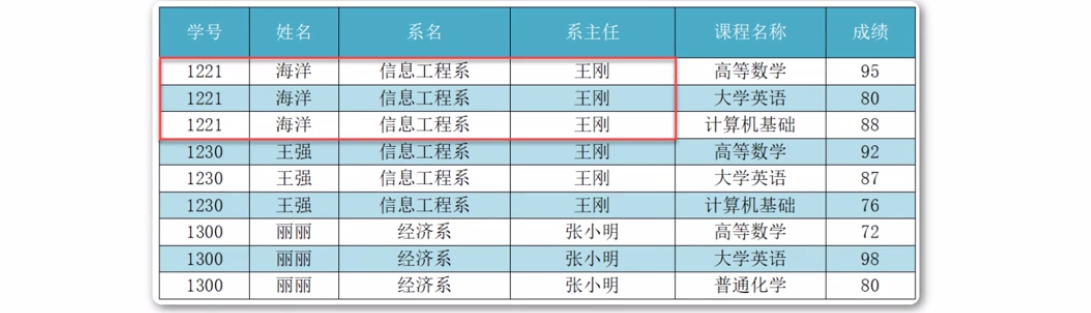 学号 姓名 系名 系主任 课程名称 成绩
1221 海洋 信息工程系 王刚 高等数学 95
1221 海洋 信息工程系 王刚 大学英语 80
1221 海洋 信息工程系 王刚 计算机基础 88
1230 王强 信息工程系 王刚 高等数学 92
1230 王强 信息工程系 王刚 大学英语 87
1230 王强 信息工程系 王刚 计算机基础 76
1300 丽丽 经济系 张小明 高等数学 72
1300 丽丽 经济系 张小明 大学英语 98
1300 丽丽 经济系 张小明 普通化学 80